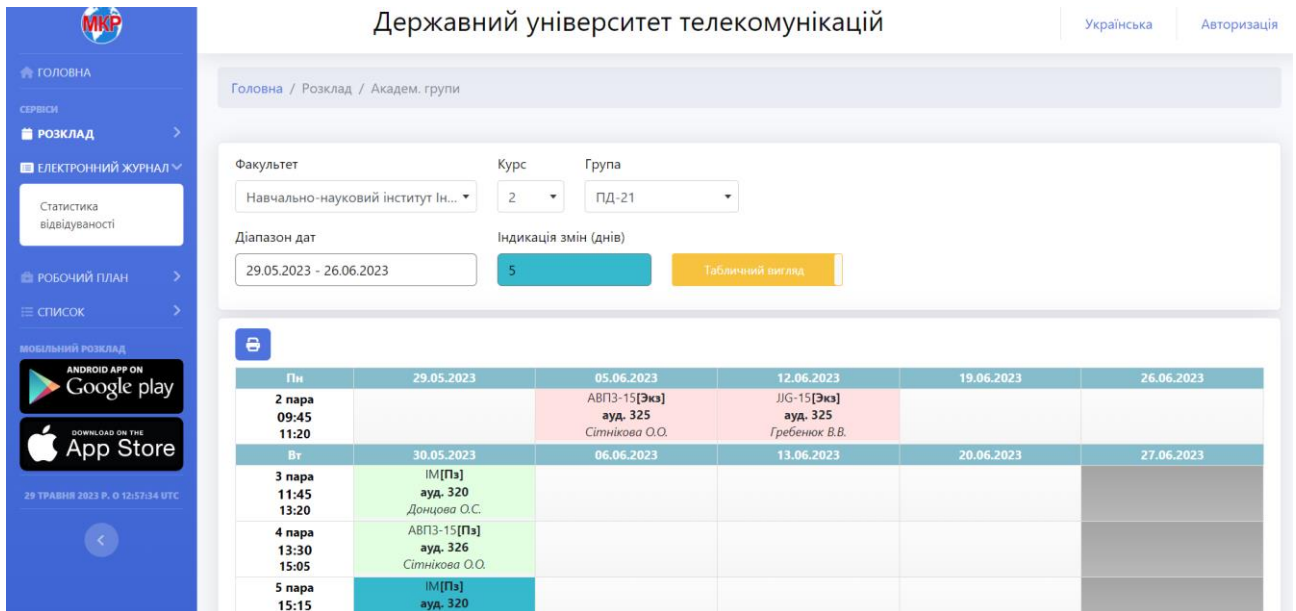 МКР
Державний університет телекомунікацій
Українська
Авторизація
ГОЛОВНА
СЕРВІСИ
РОЗКЛАД
ЕЛЕКТРОННИЙ ЖУРНАЛ
Статистика
відвідуваності
РОБОЧИЙ ПЛАН
СПИСОК
МОБІЛЬНИЙ РОЗКЛАД
ANDROID APP ON
Google play
DOWNLOAD ON THE
App Store
29 ТРАВНЯ 2023 Р. О 12:57:34 UTC
Головна / Розклад / Академ. групи
Факультет Курс Група
Навчально-науковий інститут Ін... 2 ПД-21
Діапазон дат Індикація змін (днів)
29.05.2023 - 26.06.2023 5 Табличний вигляд
Пн 29.05.2023 05.06.2023 12.06.2023 19.06.2023 26.06.2023
2 пара АВПЗ-15[Экз] JJG-15[Экз]
09:45 ауд. 325 ауд. 325
11:20 Сітнікова О.О. Гребенюк В.В.
Вт 30.05.2023 06.06.2023 13.06.2023 20.06.2023 27.06.2023
3 пара ІМ[Пз]
11:45 ауд. 320
13:20 Донцова О.С.
4 пара АВПЗ-15[Пз]
13:30 ауд. 326
15:05 Сітнікова О.О.
5 пара ІМ[Пз]
15:15 ауд. 320